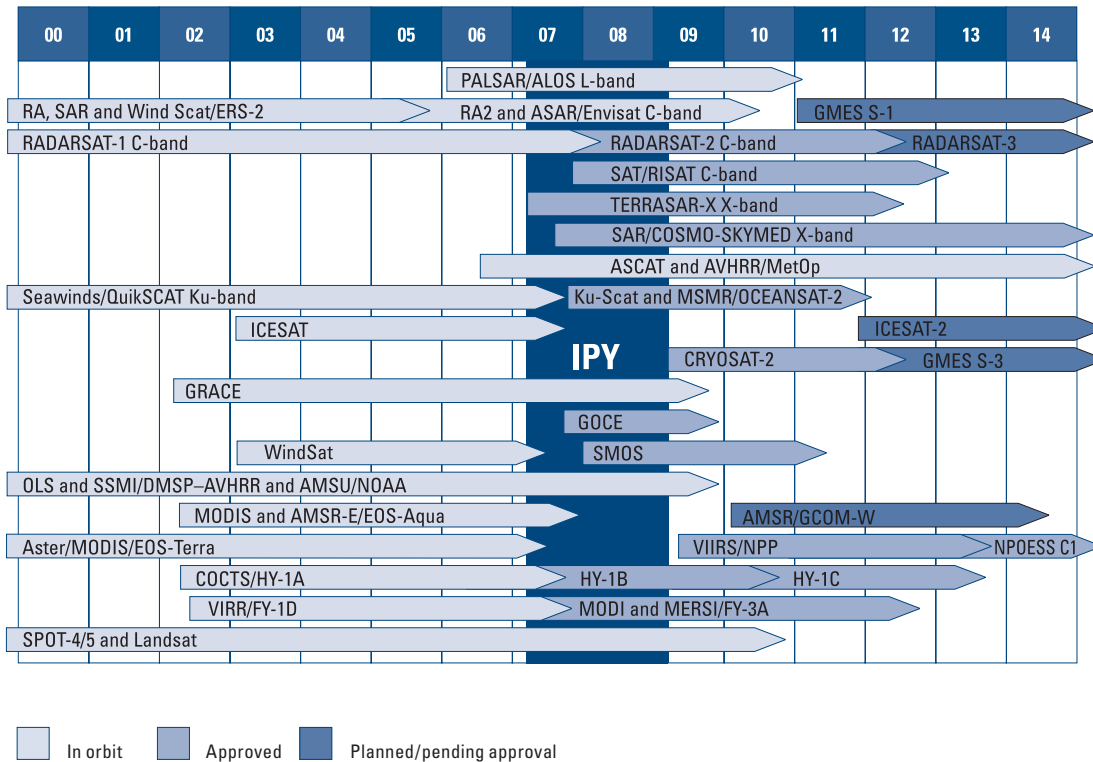 00 01 02 03 04 05 06 07 08 09 10 11 12 13 14
PALSAR/ALOS L-band
RA, SAR and Wind Scat/ERS-2 RA2 and ASAR/Envisat C-band GMES S-1
RADARSAT-1 C-band RADARSAT-2 C-band RADARSAT-3
SAT/RISAT C-band
TERRASAR-X X-band
SAR/COSMO-SKYMED X-band
ASCAT and AVHRR/MetOp
Seawinds/QuikSCAT Ku-band Ku-Scat and MSMR/OCEANSAT-2
ICESAT ICESAT-2
IPY
CRYOSAT-2 GMES S-3
GRACE
GOCE
WindSat SMOS
OLS and SSMI/DMSP–AVHRR and AMSU/NOAA
MODIS and AMSR-E/EOS-Aqua AMSR/GCOM-W
Aster/MODIS/EOS-Terra VIIRS/NPP NPOESS C1
COCTS/HY-1A HY-1B HY-1C
VIRR/FY-1D MODI and MERSI/FY-3A
SPOT-4/5 and Landsat
In orbit Approved Planned/pending approval